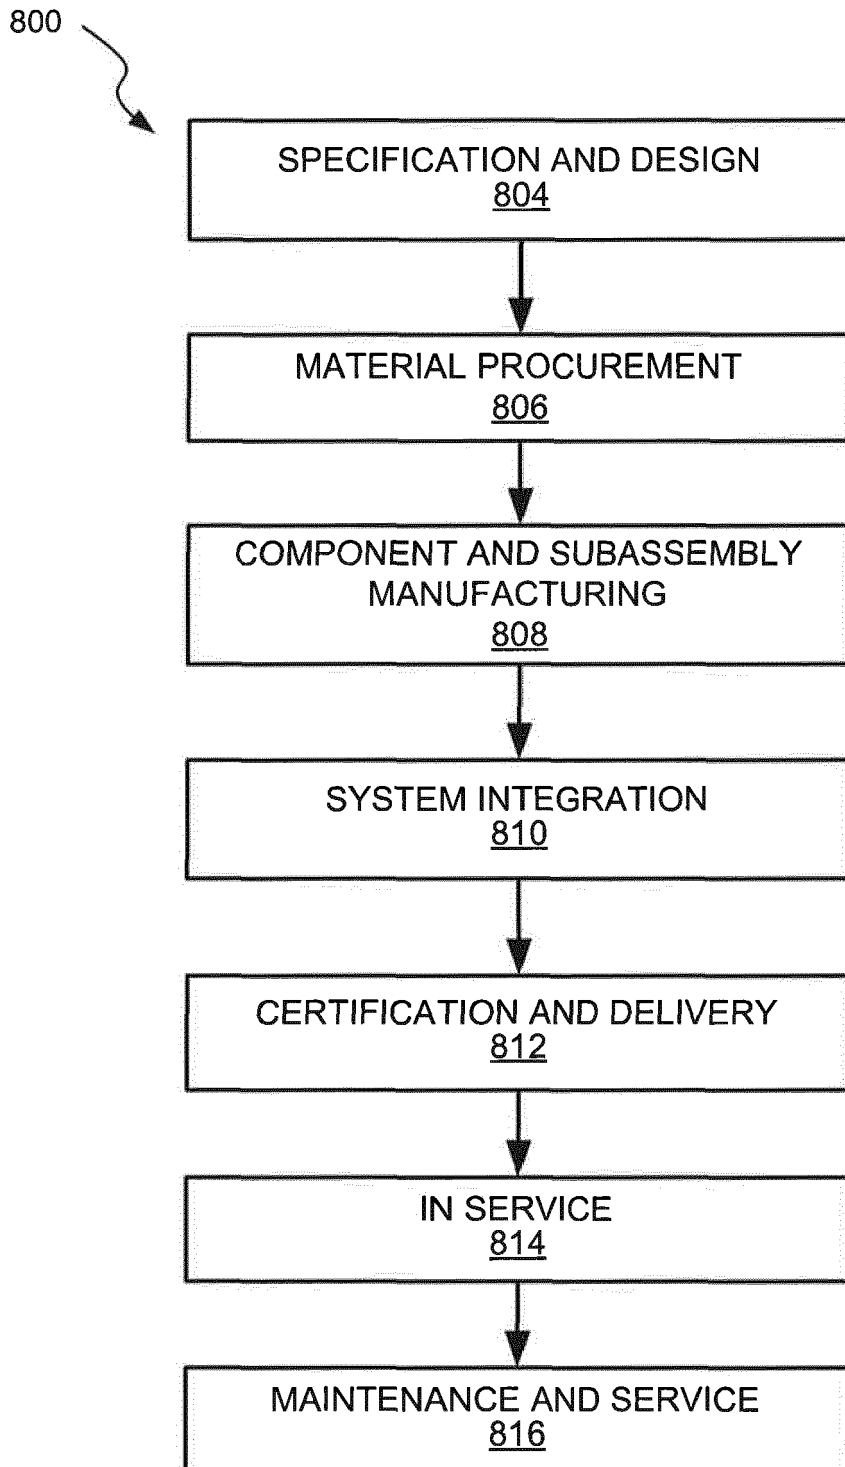 800
SPECIFICATION AND DESIGN
804
MATERIAL PROCUREMENT
806
COMPONENT AND SUBASSEMBLY
MANUFACTURING
808
SYSTEM INTEGRATION
810
CERTIFICATION AND DELIVERY
812
IN SERVICE
814
MAINTENANCE AND SERVICE
816